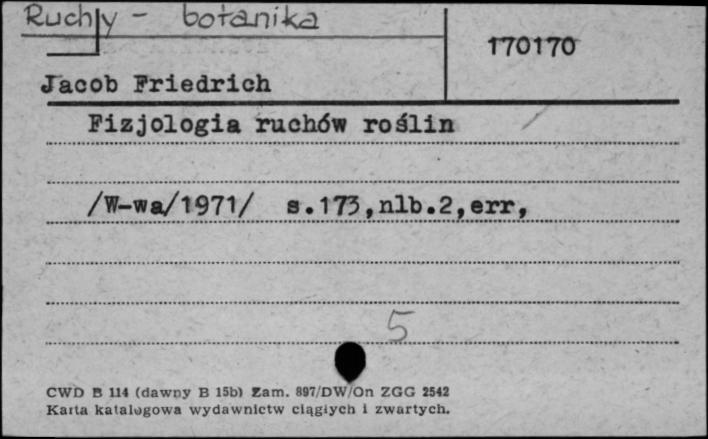 Ruchy - botanika
170170
Jacob Friedrich
Fizjologia ruchów roślin
/W-wa/1971/ s.173,nlb.2,err,
5
CWD B 114 (dawny B 15b) Zam. 897/DW/On ZGG 2542
Karta katalogowa wydawnictw ciągłych i zwartych.